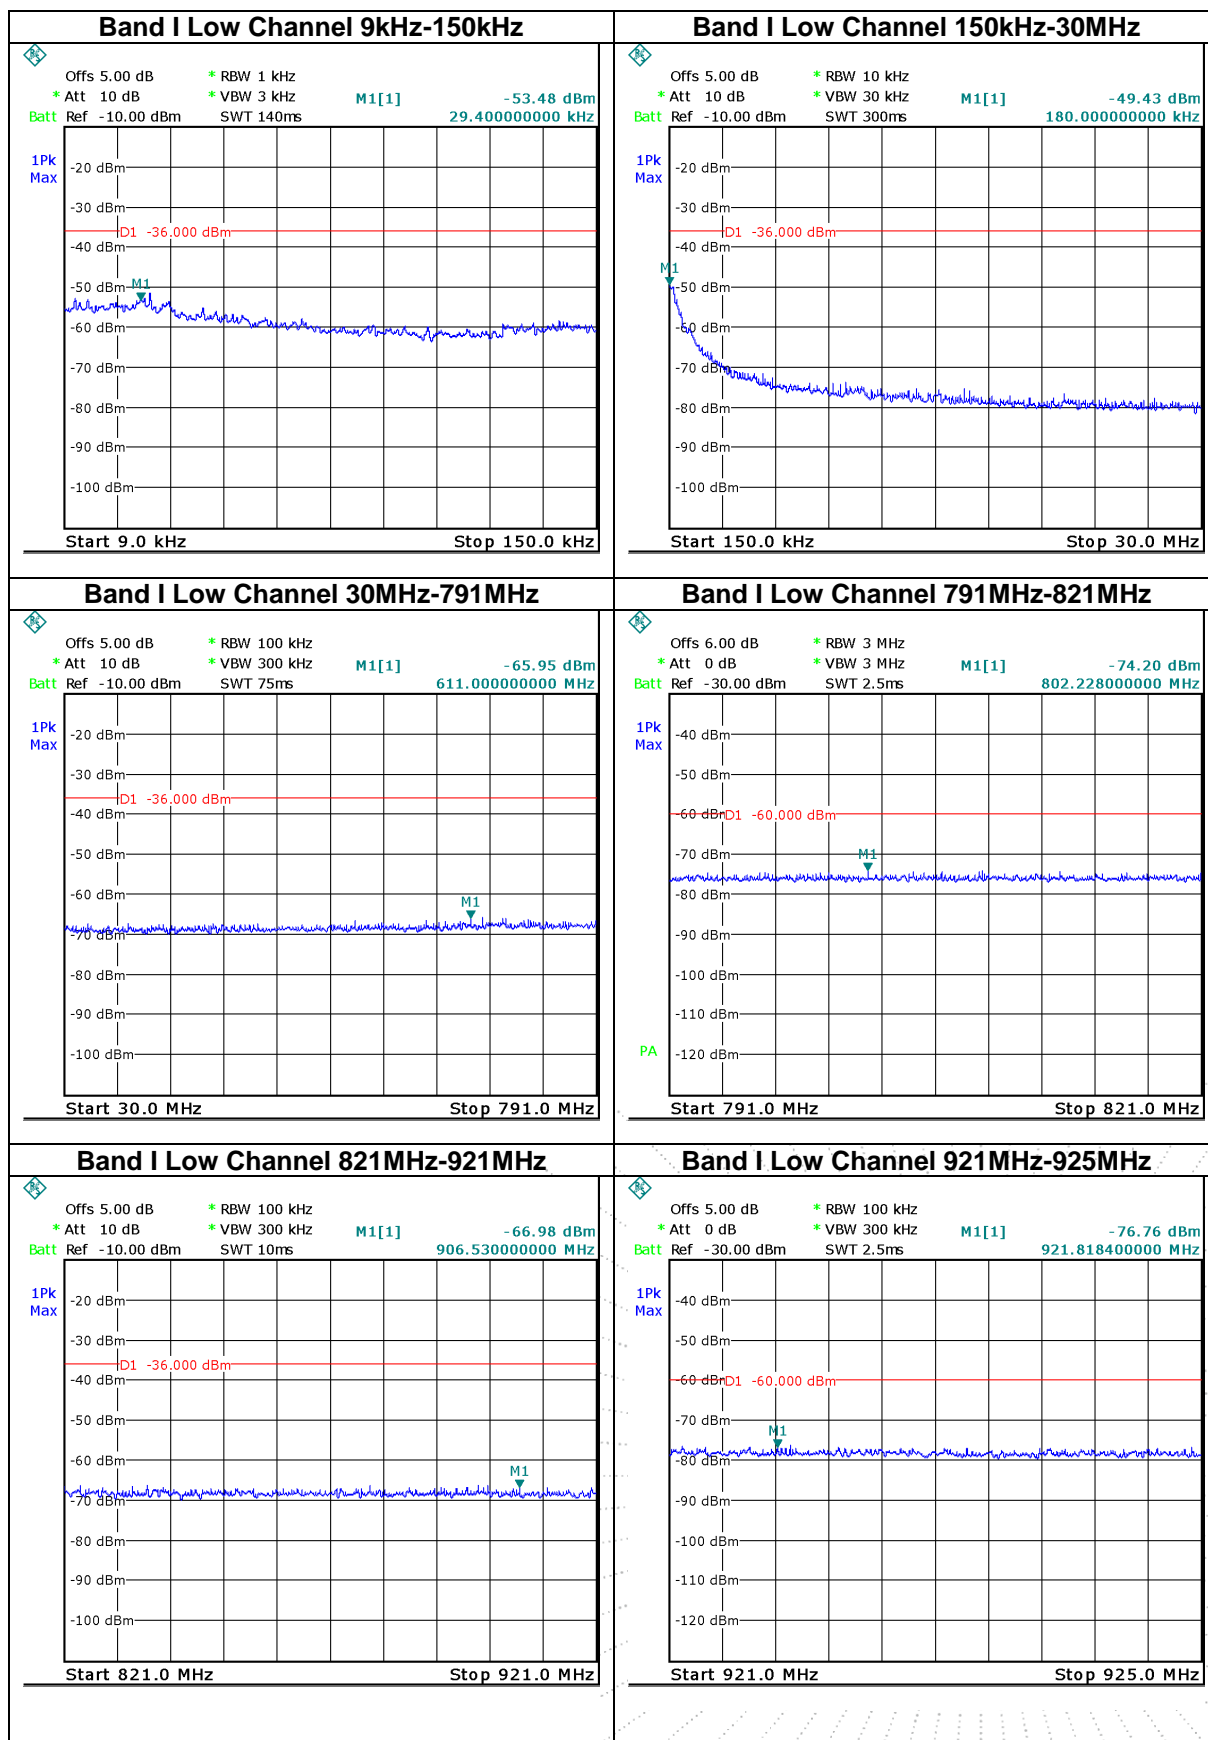 Band I Low Channel 9kHz-150kHz
Offs 5.00 dB * RBW 1 kHz
* Att 10 dB * VBW 3 kHz M1[1] -53.48 dBm
Batt Ref -10.00 dBm SWT 140ms 29.400000000 kHz
1Pk
Max
-20 dBm
-30 dBm
D1 -36.000 dBm
-40 dBm
M1
-50 dBm
-60 dBm
-70 dBm
-80 dBm
-90 dBm
-100 dBm
Start 9.0 kHz Stop 150.0 kHz
Band I Low Channel 150kHz-30MHz
Offs 5.00 dB * RBW 10 kHz
* Att 10 dB * VBW 30 kHz M1[1] -49.43 dBm
Batt Ref -10.00 dBm SWT 300ms 180.000000000 kHz
1Pk
Max
-20 dBm
-30 dBm
D1 -36.000 dBm
-40 dBm
M1
-50 dBm
-60 dBm
-70 dBm
-80 dBm
-90 dBm
-100 dBm
Start 150.0 kHz Stop 30.0 MHz
Band I Low Channel 30MHz-791MHz
Offs 5.00 dB * RBW 100 kHz
* Att 10 dB * VBW 300 kHz M1[1] -65.95 dBm
Batt Ref -10.00 dBm SWT 75ms 611.000000000 MHz
1Pk
Max
-20 dBm
-30 dBm
D1 -36.000 dBm
-40 dBm
-50 dBm
-60 dBm
M1
-70 dBm
-80 dBm
-90 dBm
-100 dBm
Start 30.0 MHz Stop 791.0 MHz
Band I Low Channel 791MHz-821MHz
Offs 6.00 dB * RBW 3 MHz
* Att 0 dB * VBW 3 MHz M1[1] -74.20 dBm
Batt Ref -30.00 dBm SWT 2.5ms 802.228000000 MHz
1Pk
Max
-40 dBm
-50 dBm
-60 dBm D1 -60.000 dBm
-70 dBm
M1
-80 dBm
-90 dBm
-100 dBm
-110 dBm
PA -120 dBm
Start 791.0 MHz Stop 821.0 MHz
Band I Low Channel 821MHz-921MHz
Offs 5.00 dB * RBW 100 kHz
* Att 10 dB * VBW 300 kHz M1[1] -66.98 dBm
Batt Ref -10.00 dBm SWT 10ms 906.530000000 MHz
1Pk
Max
-20 dBm
-30 dBm
D1 -36.000 dBm
-40 dBm
-50 dBm
-60 dBm
M1
-70 dBm
-80 dBm
-90 dBm
-100 dBm
Start 821.0 MHz Stop 921.0 MHz
Band I Low Channel 921MHz-925MHz
Offs 5.00 dB * RBW 100 kHz
* Att 0 dB * VBW 300 kHz M1[1] -76.76 dBm
Batt Ref -30.00 dBm SWT 2.5ms 921.818400000 MHz
1Pk
Max
-40 dBm
-50 dBm
-60 dBm D1 -60.000 dBm
-70 dBm
M1
-80 dBm
-90 dBm
-100 dBm
-110 dBm
-120 dBm
Start 921.0 MHz Stop 925.0 MHz